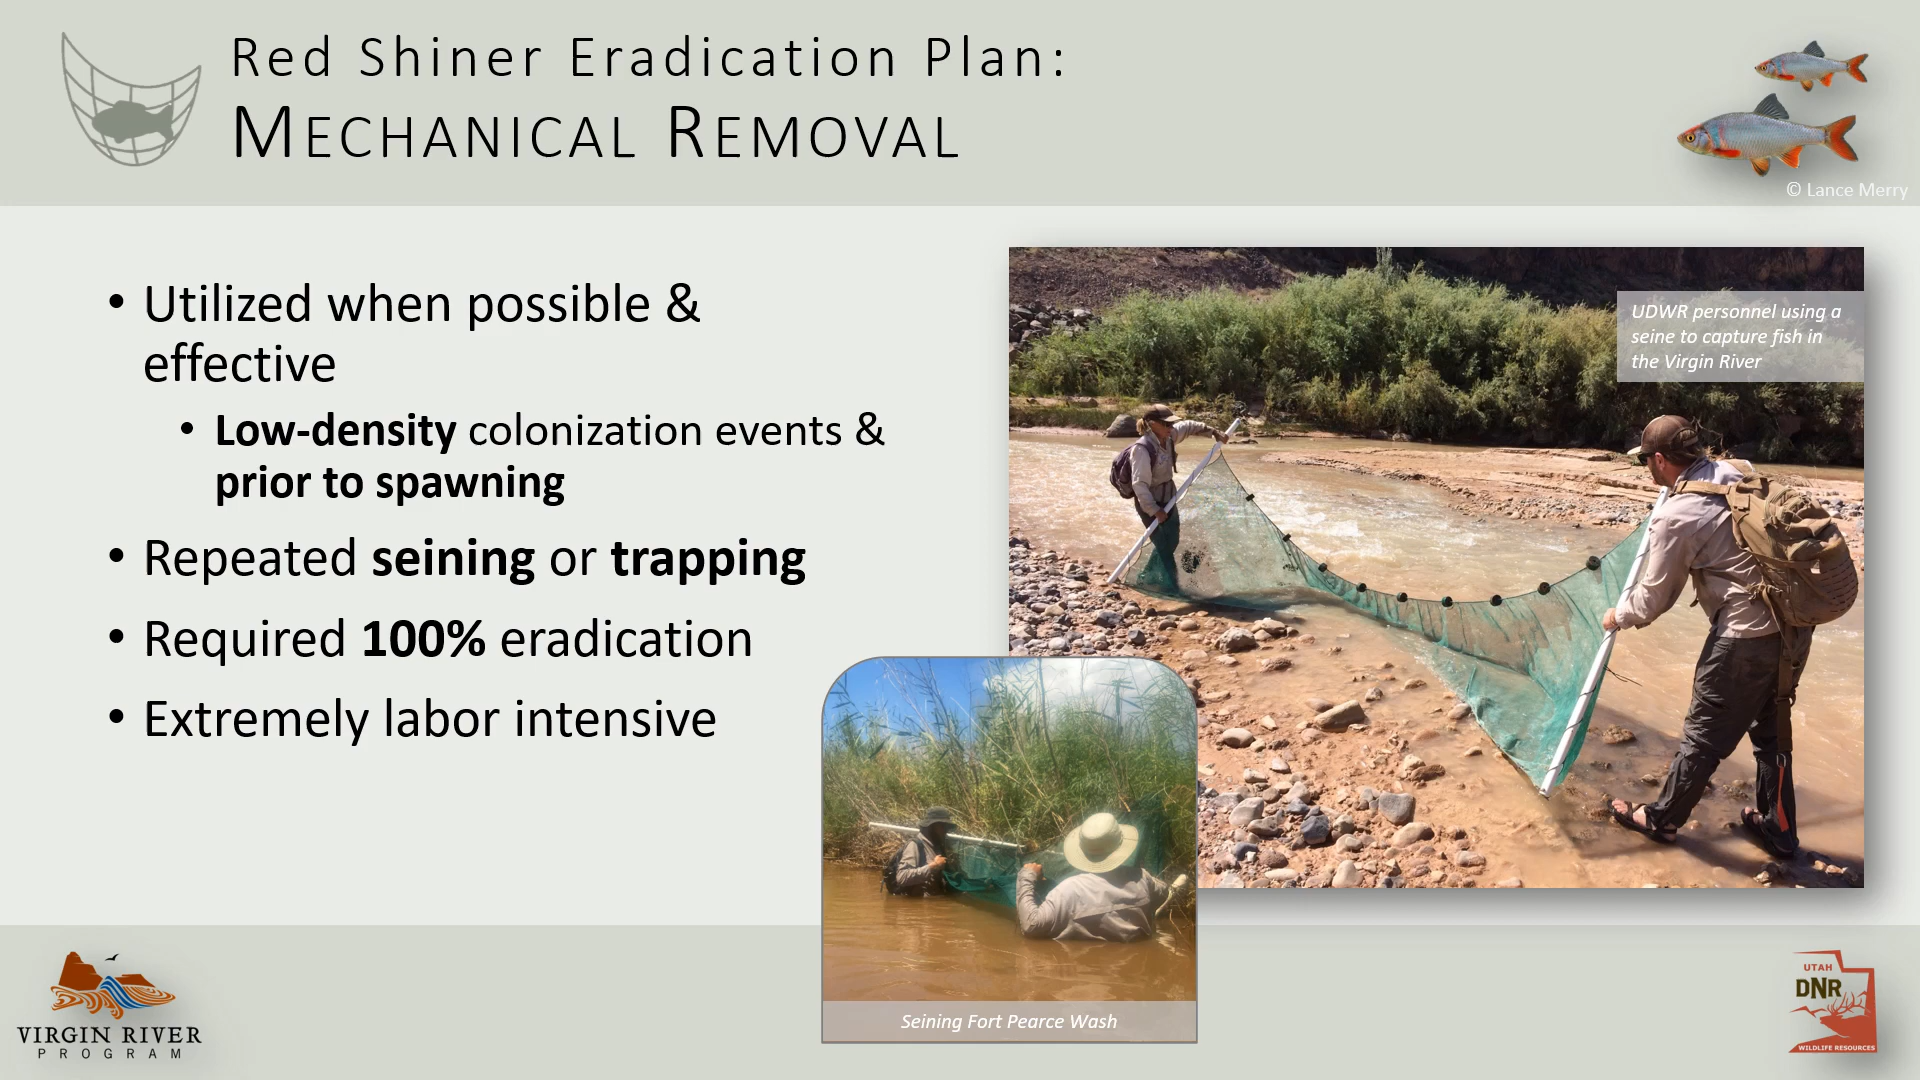 Red Shiner Eradication Plan:
MECHANICAL REMOVAL
© Lance Merry
• Utilized when possible &
effective
• Low-density colonization events &
prior to spawning
• Repeated seining or trapping
• Required 100% eradication
• Extremely labor intensive
UDWR personnel using a
seine to capture fish in
the Virgin River
Seining Fort Pearce Wash
VIRGIN RIVER
PROGRAM
UTAH
DNR
WILDLIFE RESOURCES